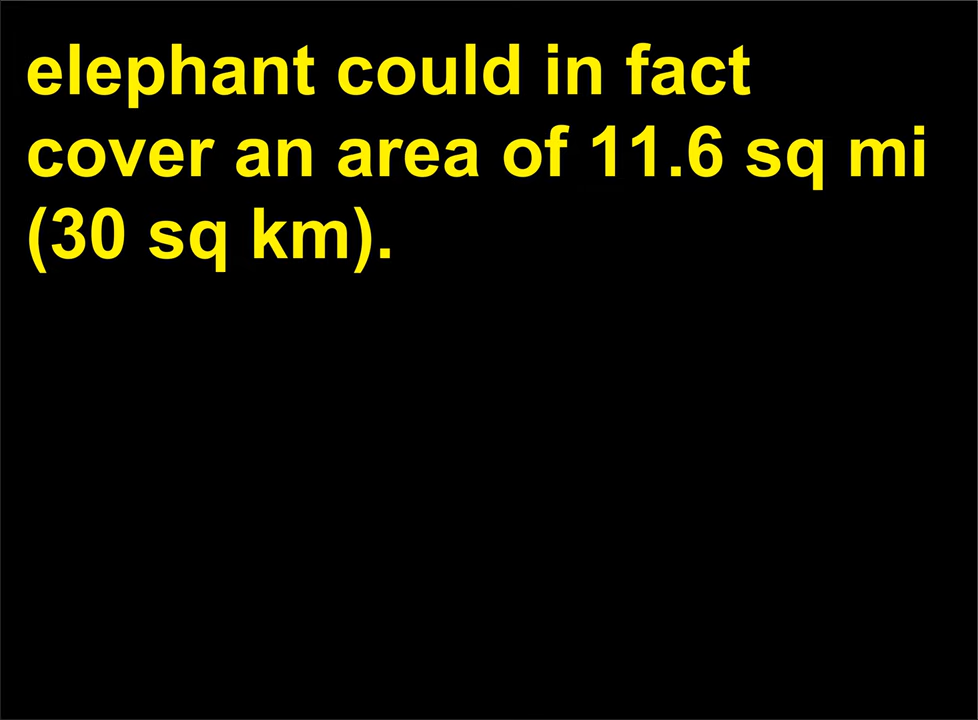 elephant could in fact
cover an area of 11.6 sq mi
(30 sq km).